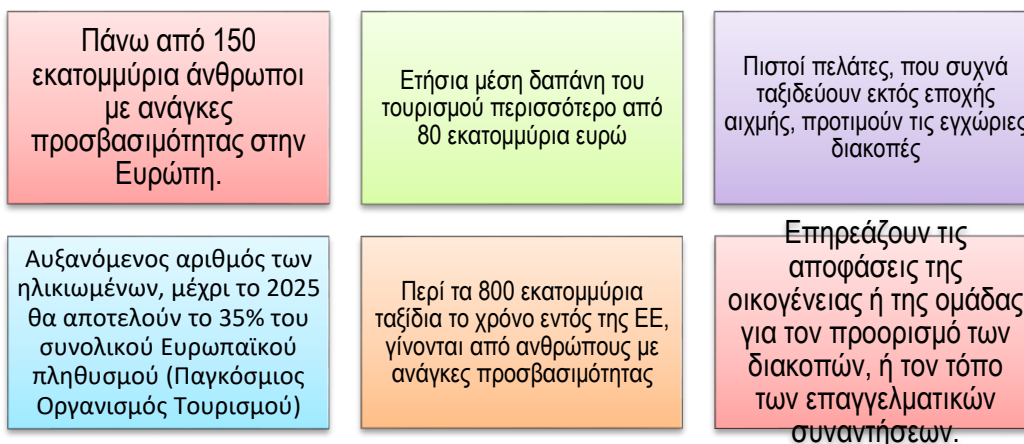 Πάνω από 150
εκατομμύρια άνθρωποι
με ανάγκες
προσβασιμότητας στην
Ευρώπη.
Ετήσια μέση δαπάνη του
τουρισμού περισσότερο από
80 εκατομμύρια ευρώ
Πιστοί πελάτες, που συχνά
ταξιδεύουν εκτός εποχής
αιχμής, προτιμούν τις εγχώριες
διακοπές
Αυξανόμενος αριθμός των
ηλικιωμένων, μέχρι το 2025
θα αποτελούν το 35% του
συνολικού Ευρωπαϊκού
πληθυσμού (Παγκόσμιος
Οργανισμός Τουρισμού)
Περί τα 800 εκατομμύρια
ταξίδια το χρόνο εντός της ΕΕ,
γίνονται από ανθρώπους με
ανάγκες προσβασιμότητας
Επηρεάζουν τις
αποφάσεις της
οικογένειας ή της ομάδας
για τον προορισμό των
διακοπών, ή τον τόπο
των επαγγελματικών
συναντήσεων.